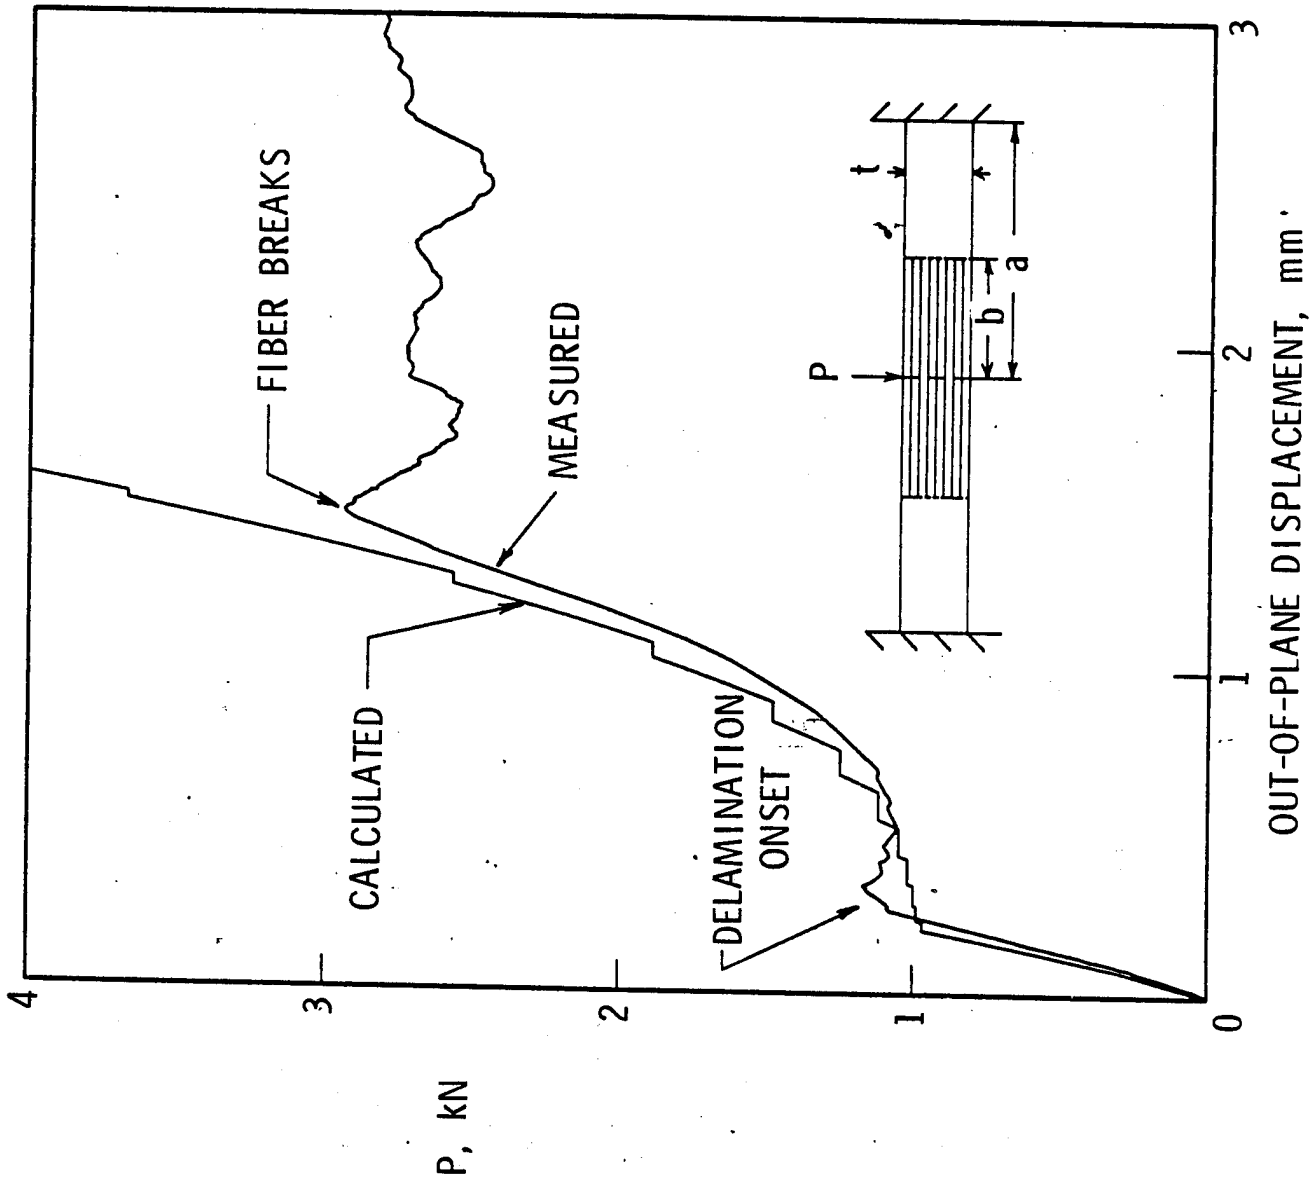 4
3
2
1
0
P, kN
FIBER BREAKS
CALCULATED
MEASURED
DELAMINATION
ONSET
P
t
b
a
1
2
3
OUT-OF-PLANE DISPLACEMENT, mm